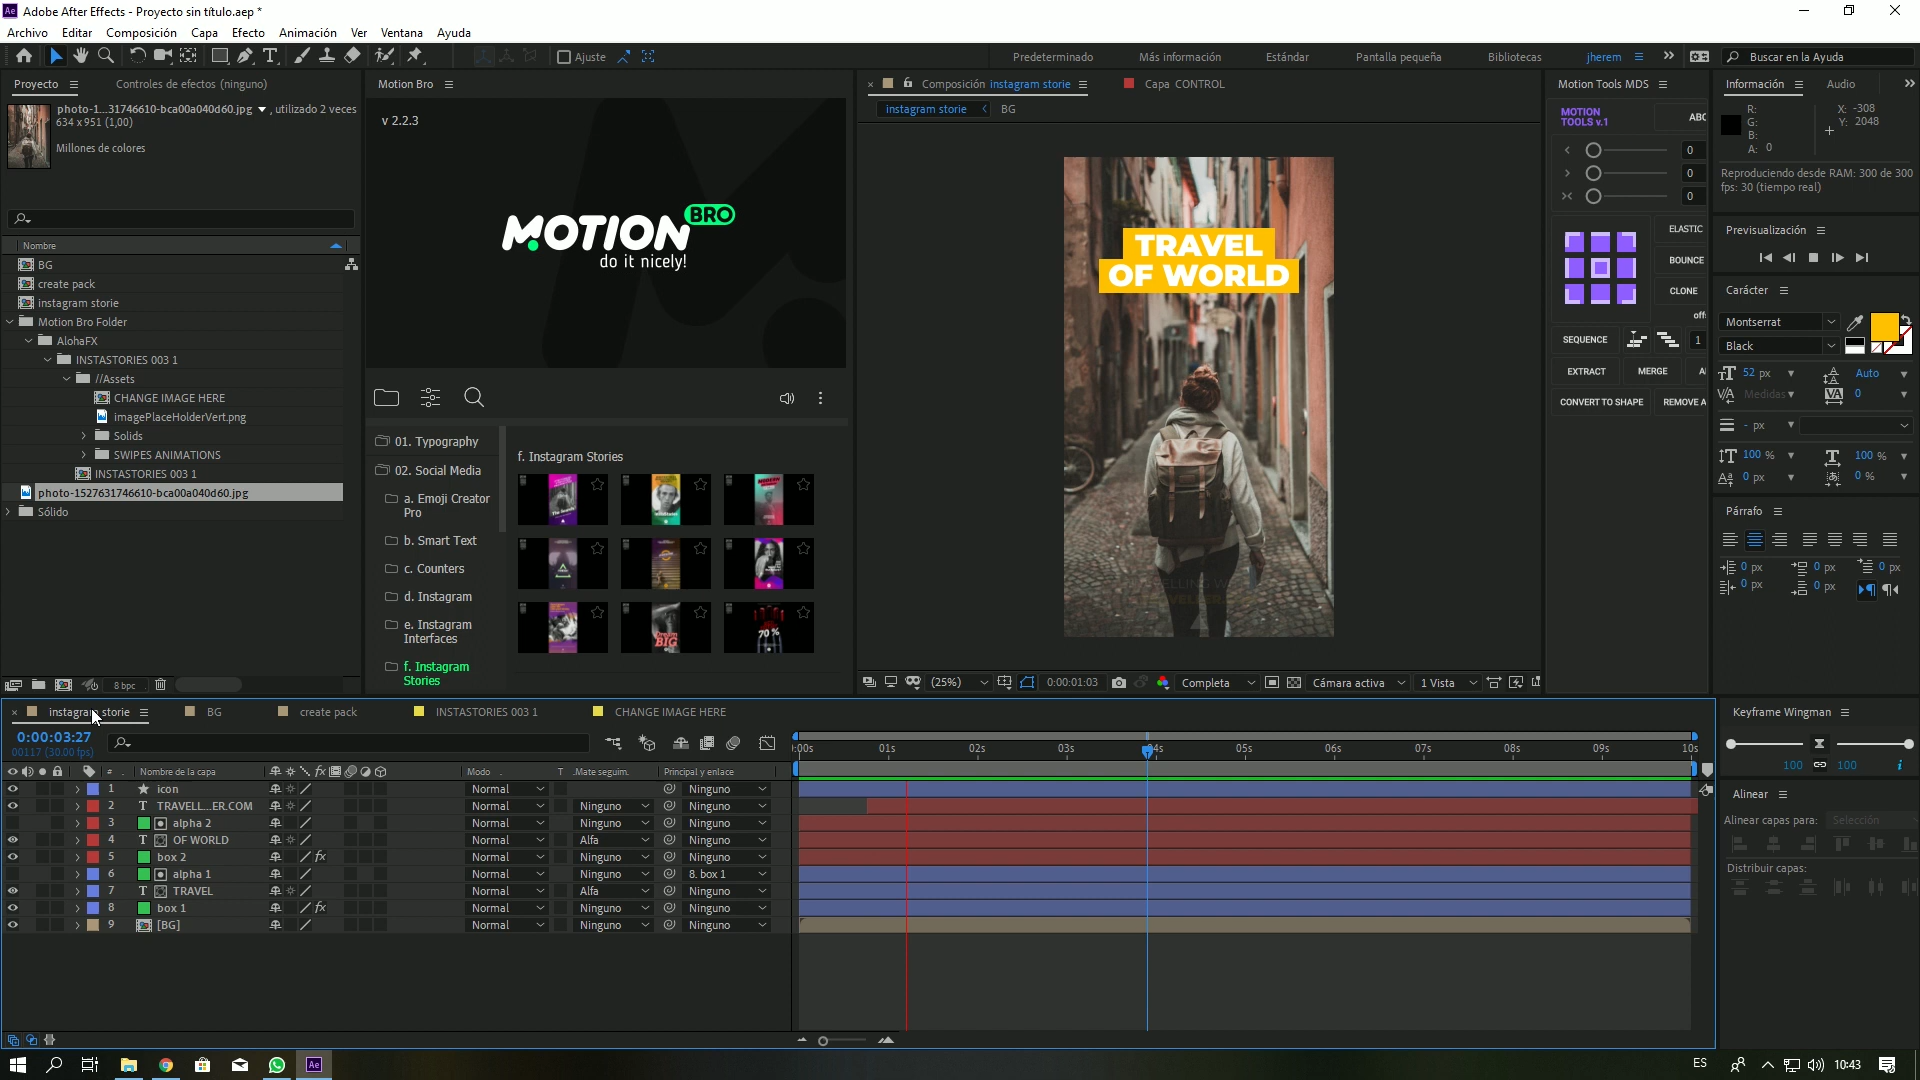 Adobe After Effects - Proyecto sin título.aep *
Archivo Editar Composición Capa Efecto Animación Ver Ventana Ayuda
Ajuste
Predeterminado Más información Estándar Pantalla pequeña Bibliotecas jherem
Buscar en la Ayuda
Proyecto
Controles de efectos (ninguno)
photo-1...31746610-bca00a040d60.jpg , utilizado 2 veces
634 x 951 (1,00)
Millones de colores
Nombre
BG
create pack
instagram storie
Motion Bro Folder
AlohaFX
INSTASTORIES 003 1
//Assets
CHANGE IMAGE HERE
imagePlaceHolderVert.png
Solids
SWIPES ANIMATIONS
INSTASTORIES 003 1
photo-1527631746610-bca00a040d60.jpg
Sólido
8 bpc
Motion Bro
v 2.2.3
MOTION BRO
do it nicely!
01. Typography
02. Social Media
a. Emoji Creator
Pro
b. Smart Text
c. Counters
d. Instagram
e. Instagram
Interfaces
f. Instagram
Stories
f. Instagram Stories
Dream
BIG
70 %
Composición instagram storie
Capa CONTROL
instagram storie
BG
TRAVEL
OF WORLD
(25%)
0:00:01:03
Completa
Cámara activa
1 Vista
Motion Tools MDS
MOTION
TOOLS v.1
0
0
0
ELASTIC
BOUNCE
CLONE
SEQUENCE
1
EXTRACT
MERGE
CONVERT TO SHAPE
REMOVE A
Información
Audio
R:
G:
B:
A: 0
X: -308
Y: 2048
Reproduciendo desde RAM: 300 de 300
fps: 30 (tiempo real)
Previsualización
Carácter
Montserrat
Black
52 px
Auto
Medidas
0
- px
100 %
100 %
0 px
0 %
Párrafo
0 px 0 px 0 px
0 px 0 px
instagram storie
BG
create pack
INSTASTORIES 003 1
CHANGE IMAGE HERE
0:00:03:27
00117 (30.00 fps)
:00s 01s 02s 03s 04s 05s 06s 07s 08s 09s 10s
# Nombre de la capa Modo T .Mate seguim. Principal y enlace
1 icon Normal Ninguno
2 T TRAVELL...ER.COM Normal Ninguno Ninguno
3 alpha 2 Normal Ninguno Ninguno
4 T OF WORLD Normal Alfa Ninguno
5 box 2 fx Normal Ninguno Ninguno
6 alpha 1 Normal Ninguno 8. box 1
7 T TRAVEL Normal Alfa Ninguno
8 box 1 fx Normal Ninguno Ninguno
9 [BG] Normal Ninguno Ninguno
Keyframe Wingman
100 100
Alinear
Alinear capas para: Selección
Distribuir capas:
ES
10:43